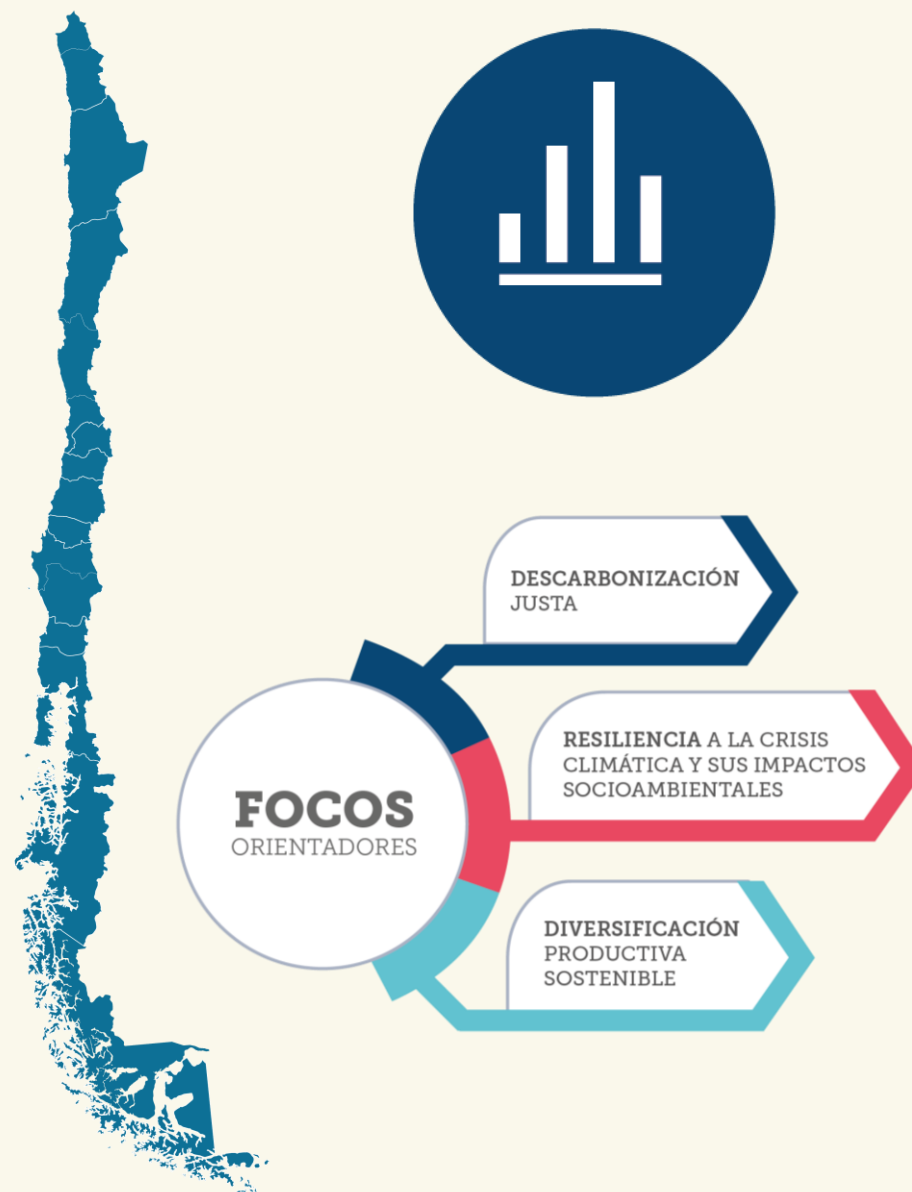 DESCARBONIZACIÓN
JUSTA
RESILIENCIA A LA CRISIS
CLIMÁTICA Y SUS IMPACTOS
SOCIOAMBIENTALES
FOCOS
ORIENTADORES
DIVERSIFICACIÓN
PRODUCTIVA
SOSTENIBLE